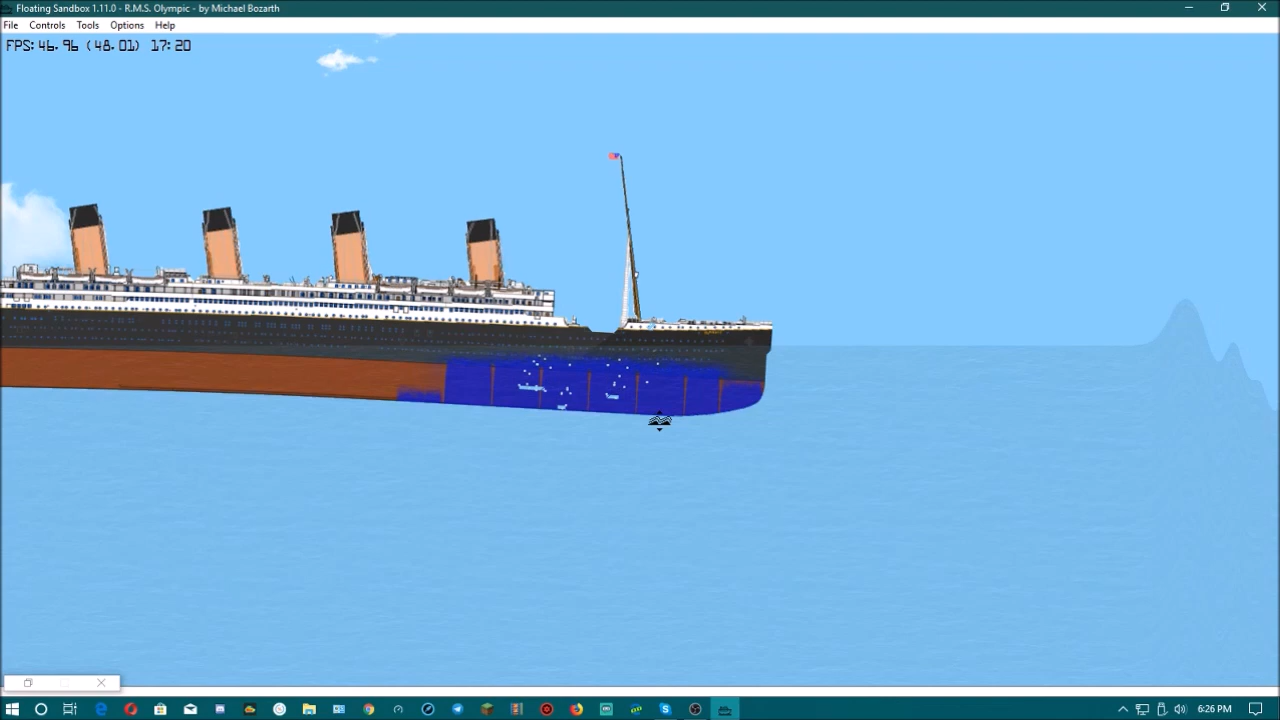 Floating Sandbox 1.11.0 - R.M.S. Olympic - by Michael Bozarth
File Controls Tools Options Help
FPS:46.96 (48.01) 17:20
6:26 PM